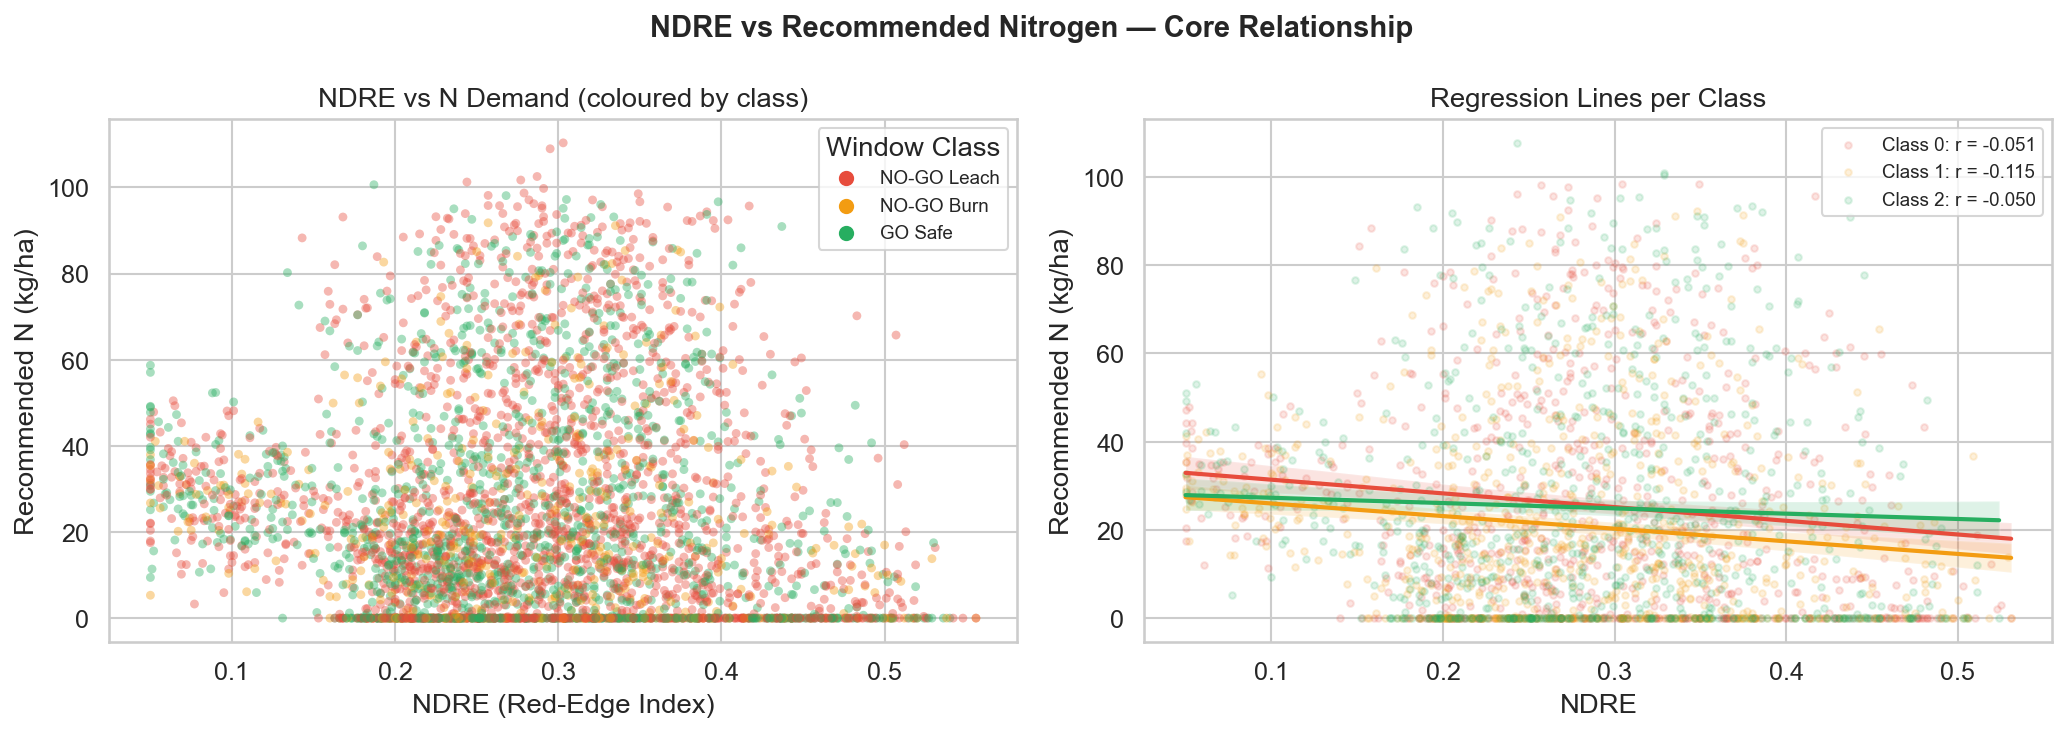 NDRE vs Recommended Nitrogen — Core Relationship
NDRE vs N Demand (coloured by class)
Window Class
NO-GO Leach
NO-GO Burn
GO Safe
Recommended N (kg/ha)
100
80
60
40
20
0
0.1 0.2 0.3 0.4 0.5
NDRE (Red-Edge Index)
Regression Lines per Class
Class 0: r = -0.051
Class 1: r = -0.115
Class 2: r = -0.050
Recommended N (kg/ha)
100
80
60
40
20
0
0.1 0.2 0.3 0.4 0.5
NDRE